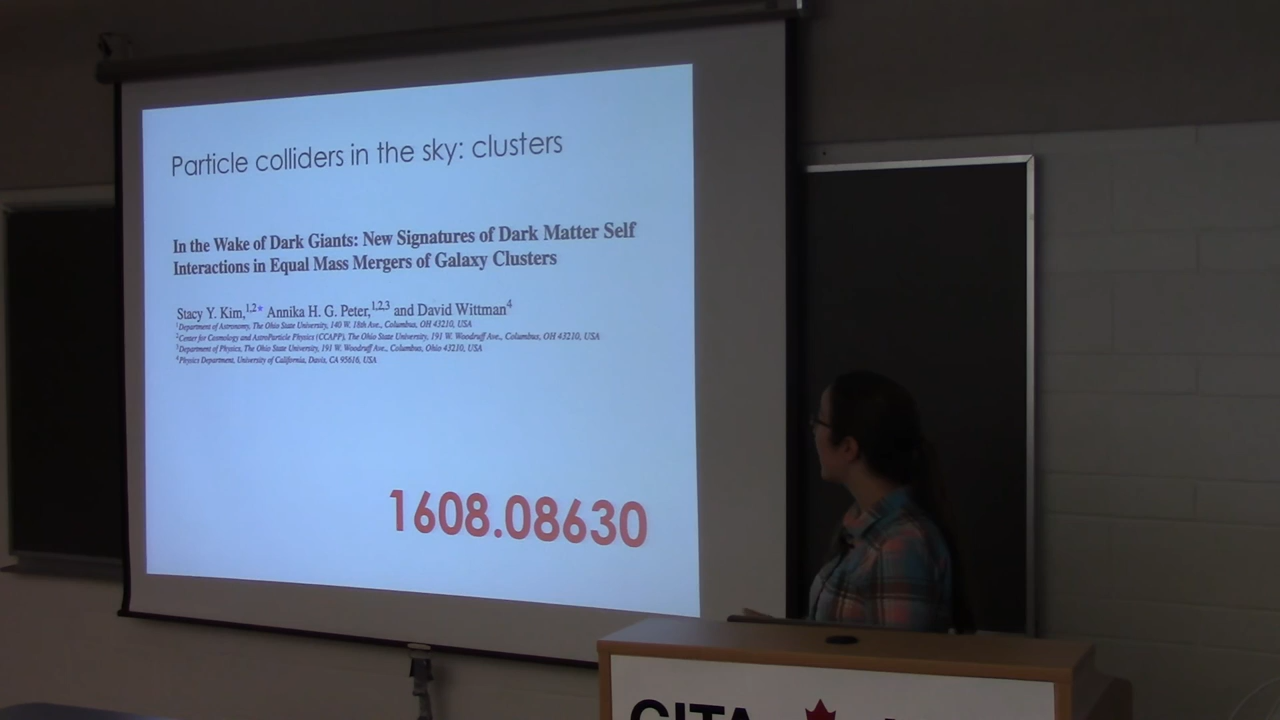 Particle colliders in the sky: clusters
In the Wake of Dark Giants: New Signatures of Dark Matter Self
Interactions in Equal Mass Mergers of Galaxy Clusters
Stacy Y. Kim,1,2* Annika H. G. Peter,1,2,3 and David Wittman4
1Department of Astronomy, The Ohio State University, 140 W. 18th Ave., Columbus, OH 43210, USA
2Center for Cosmology and AstroParticle Physics (CCAPP), The Ohio State University, 191 W. Woodruff Ave., Columbus, OH 43210, USA
3Department of Physics, The Ohio State University, 191 W. Woodruff Ave., Columbus, Ohio 43210, USA
4Physics Department, University of California, Davis, CA 95616, USA
1608.08630
CITA